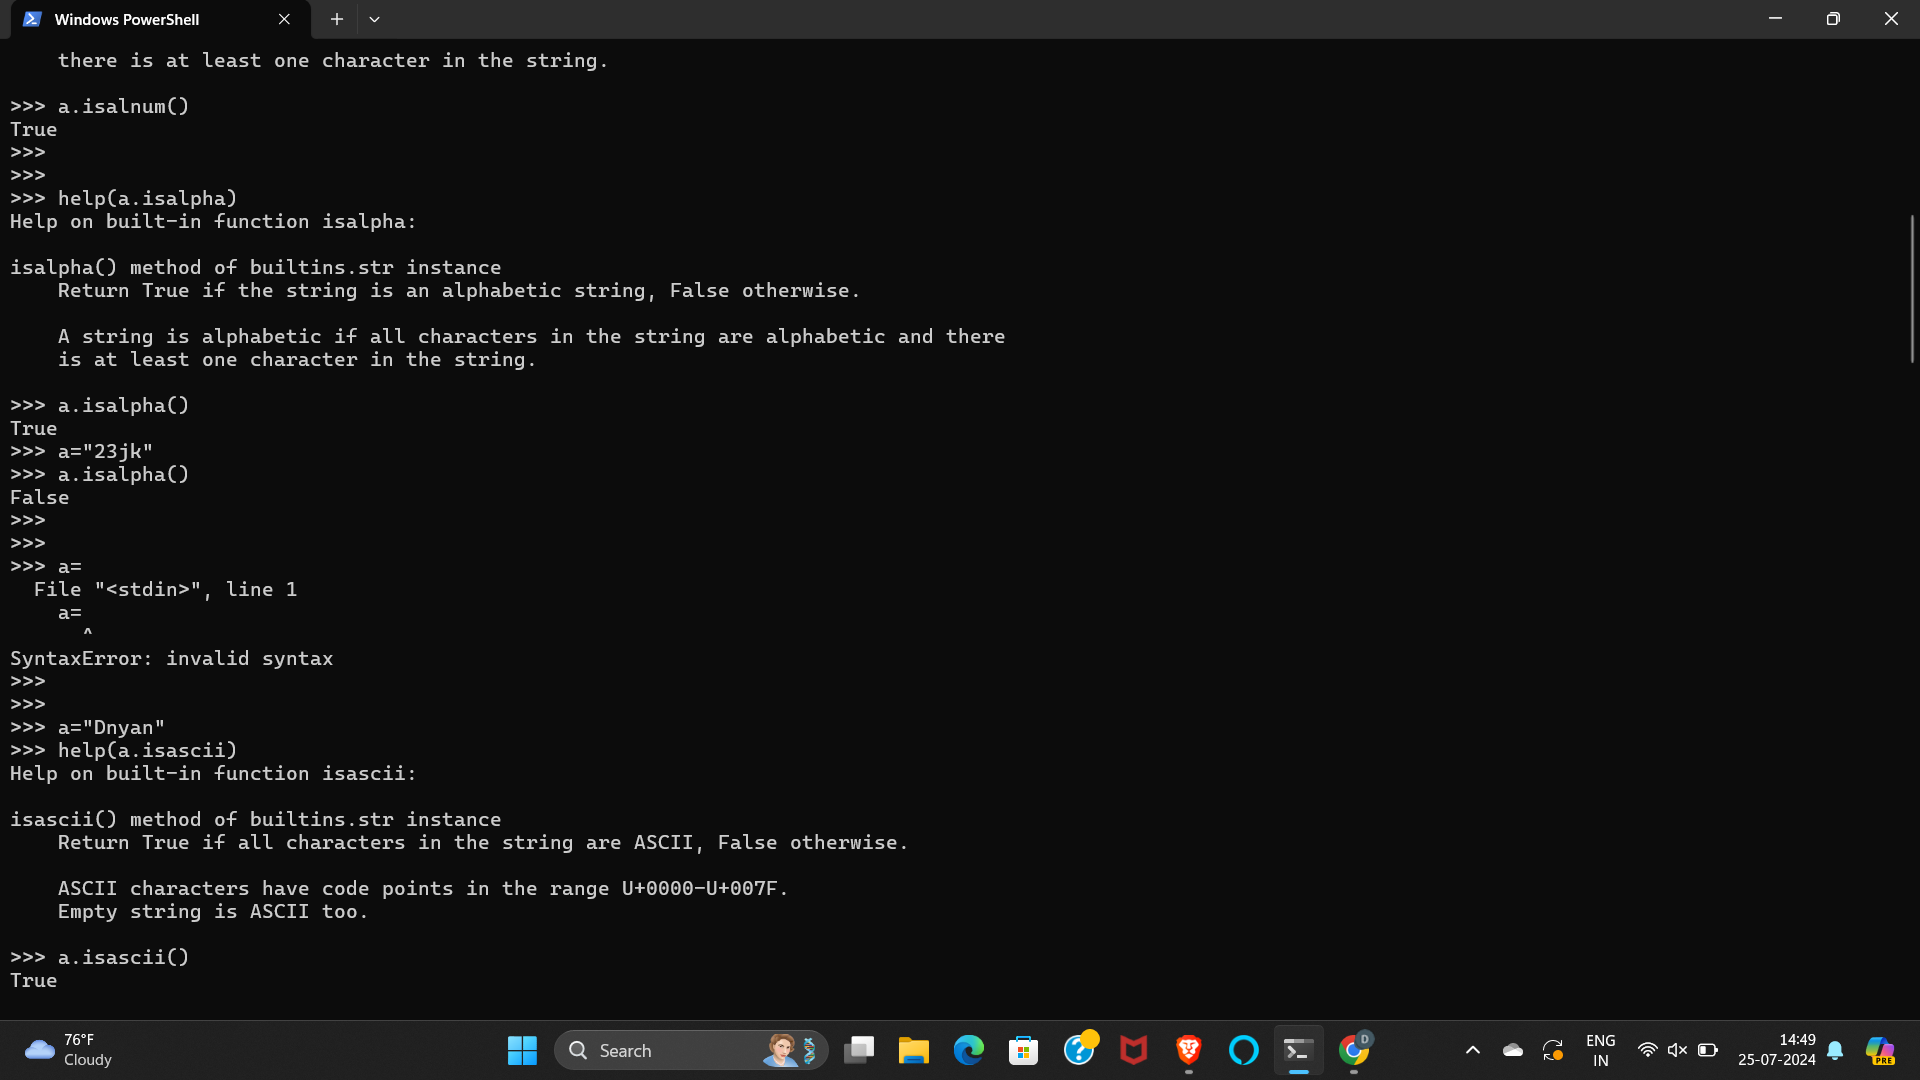 Windows PowerShell
    there is at least one character in the string.
>>> a.isalnum()
True
>>>
>>>
>>> help(a.isalpha)
Help on built-in function isalpha:
isalpha() method of builtins.str instance
    Return True if the string is an alphabetic string, False otherwise.
    A string is alphabetic if all characters in the string are alphabetic and there
    is at least one character in the string.
>>> a.isalpha()
True
>>> a="23jk"
>>> a.isalpha()
False
>>>
>>>
>>> a=
  File "<stdin>", line 1
    a=
      ^
SyntaxError: invalid syntax
>>>
>>>
>>> a="Dnyan"
>>> help(a.isascii)
Help on built-in function isascii:
isascii() method of builtins.str instance
    Return True if all characters in the string are ASCII, False otherwise.
    ASCII characters have code points in the range U+0000-U+007F.
    Empty string is ASCII too.
>>> a.isascii()
True
76°F
Cloudy
Search
D
ENG
IN
14:49
25-07-2024
PRE